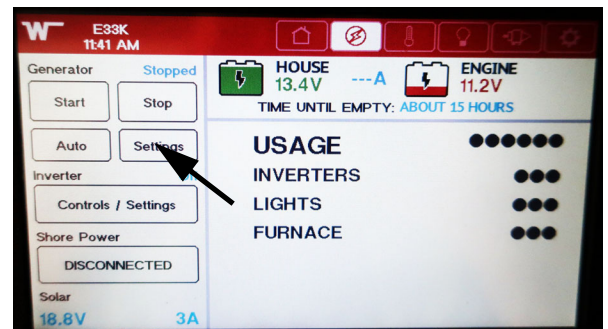 W E33K
11:41 AM
Generator Stopped
Start Stop
Auto Settings
Inverter
Controls / Settings
Shore Power
DISCONNECTED
Solar
18.8V 3A
HOUSE
13.4V ---A
ENGINE
11.2V
TIME UNTIL EMPTY: ABOUT 15 HOURS
USAGE
INVERTERS
LIGHTS
FURNACE